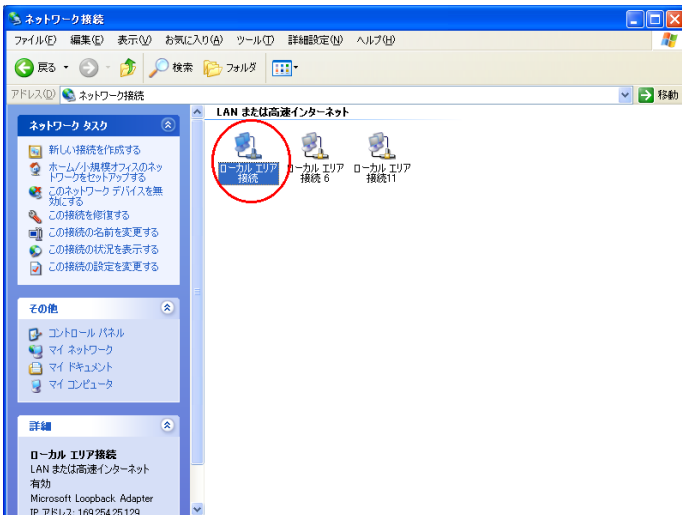 ネットワーク接続
ファイル(F) 編集(E) 表示(V) お気に入り(A) ツール(T) 詳細設定(N) ヘルプ(H)
戻る 検索 フォルダ
アドレス(D) ネットワーク接続 移動
ネットワーク タスク
新しい接続を作成する
ホーム/小規模オフィスのネッ
トワークをセットアップする
このネットワーク デバイスを無
効にする
この接続を修復する
この接続の名前を変更する
この接続の状況を表示する
この接続の設定を変更する
その他
コントロール パネル
マイ ネットワーク
マイ ドキュメント
マイ コンピュータ
詳細
ローカル エリア接続
LAN または高速インターネット
有効
Microsoft Loopback Adapter
IP アドレス: 169.254.25.129
LAN または高速インターネット
ローカル エリア
接続
ローカル エリア
接続 6
ローカル エリア
接続11